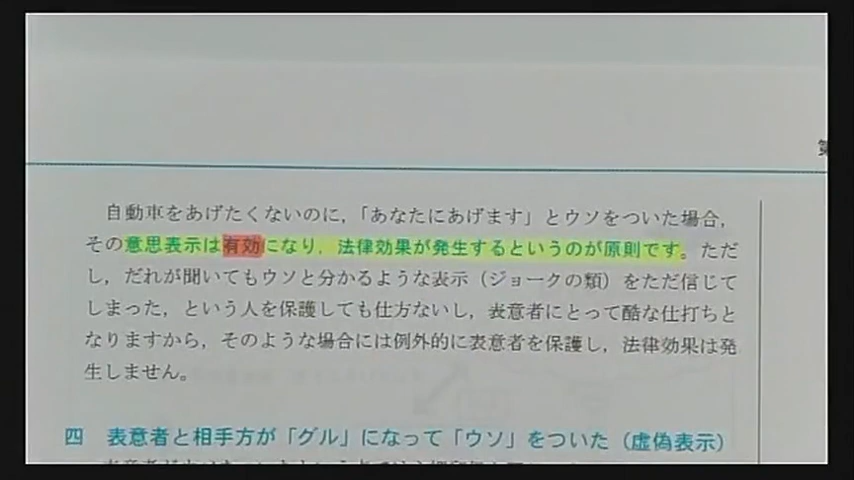 第
自動車をあげたくないのに，「あなたにあげます」とウソをついた場合，
その意思表示は有効になり，法律効果が発生するというのが原則です。ただ
し，だれが聞いてもウソと分かるような表示（ジョークの類）をただ信じて
しまった，という人を保護しても仕方ないし，表意者にとって酷な仕打ちと
なりますから，そのような場合には例外的に表意者を保護し，法律効果は発
生しません。
四　表意者と相手方が「グル」になって「ウソ」をついた（虚偽表示）